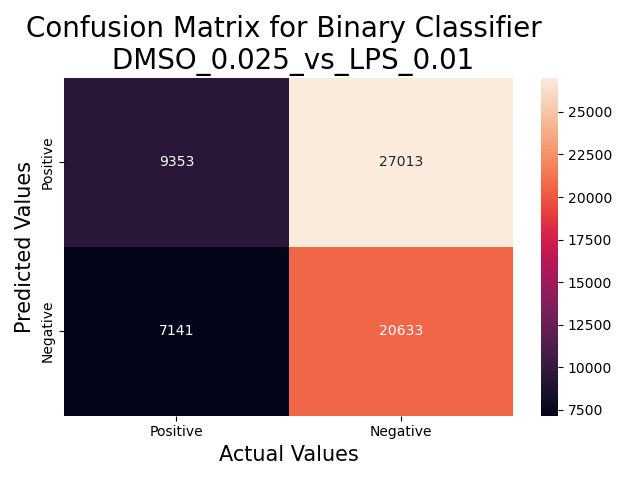 Confusion Matrix for Binary Classifier
DMSO_0.025_vs_LPS_0.01
Predicted Values
Positive
Negative
9353
27013
7141
20633
Positive
Negative
Actual Values
25000
22500
20000
17500
15000
12500
10000
7500